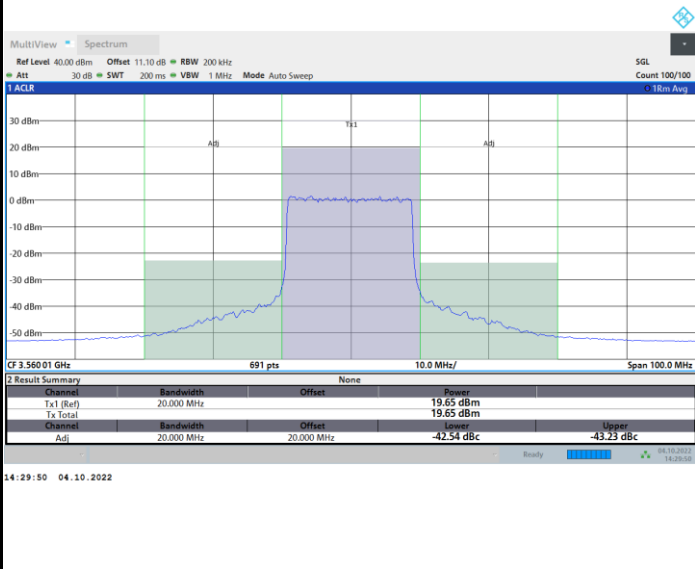 MultiView Spectrum
Ref Level 40.00 dBm Offset 11.10 dB RBW 200 kHz SGL
Att 30 dB SWT 200 ms VBW 1 MHz Mode Auto Sweep Count 100/100
1 ACLR 1Rm Avg
30 dBm
Tx1
20 dBm
Adj Adj
10 dBm
0 dBm
-10 dBm
-20 dBm
-30 dBm
-40 dBm
-50 dBm
CF 3.56001 GHz 691 pts 10.0 MHz/ Span 100.0 MHz
2 Result Summary None
Channel Bandwidth Offset Power
Tx1 (Ref) 20.000 MHz 19.65 dBm
Tx Total 19.65 dBm
Channel Bandwidth Offset Lower Upper
Adj 20.000 MHz 20.000 MHz -42.54 dBc -43.23 dBc
Ready 04.10.2022
14:29:50
14:29:50 04.10.2022